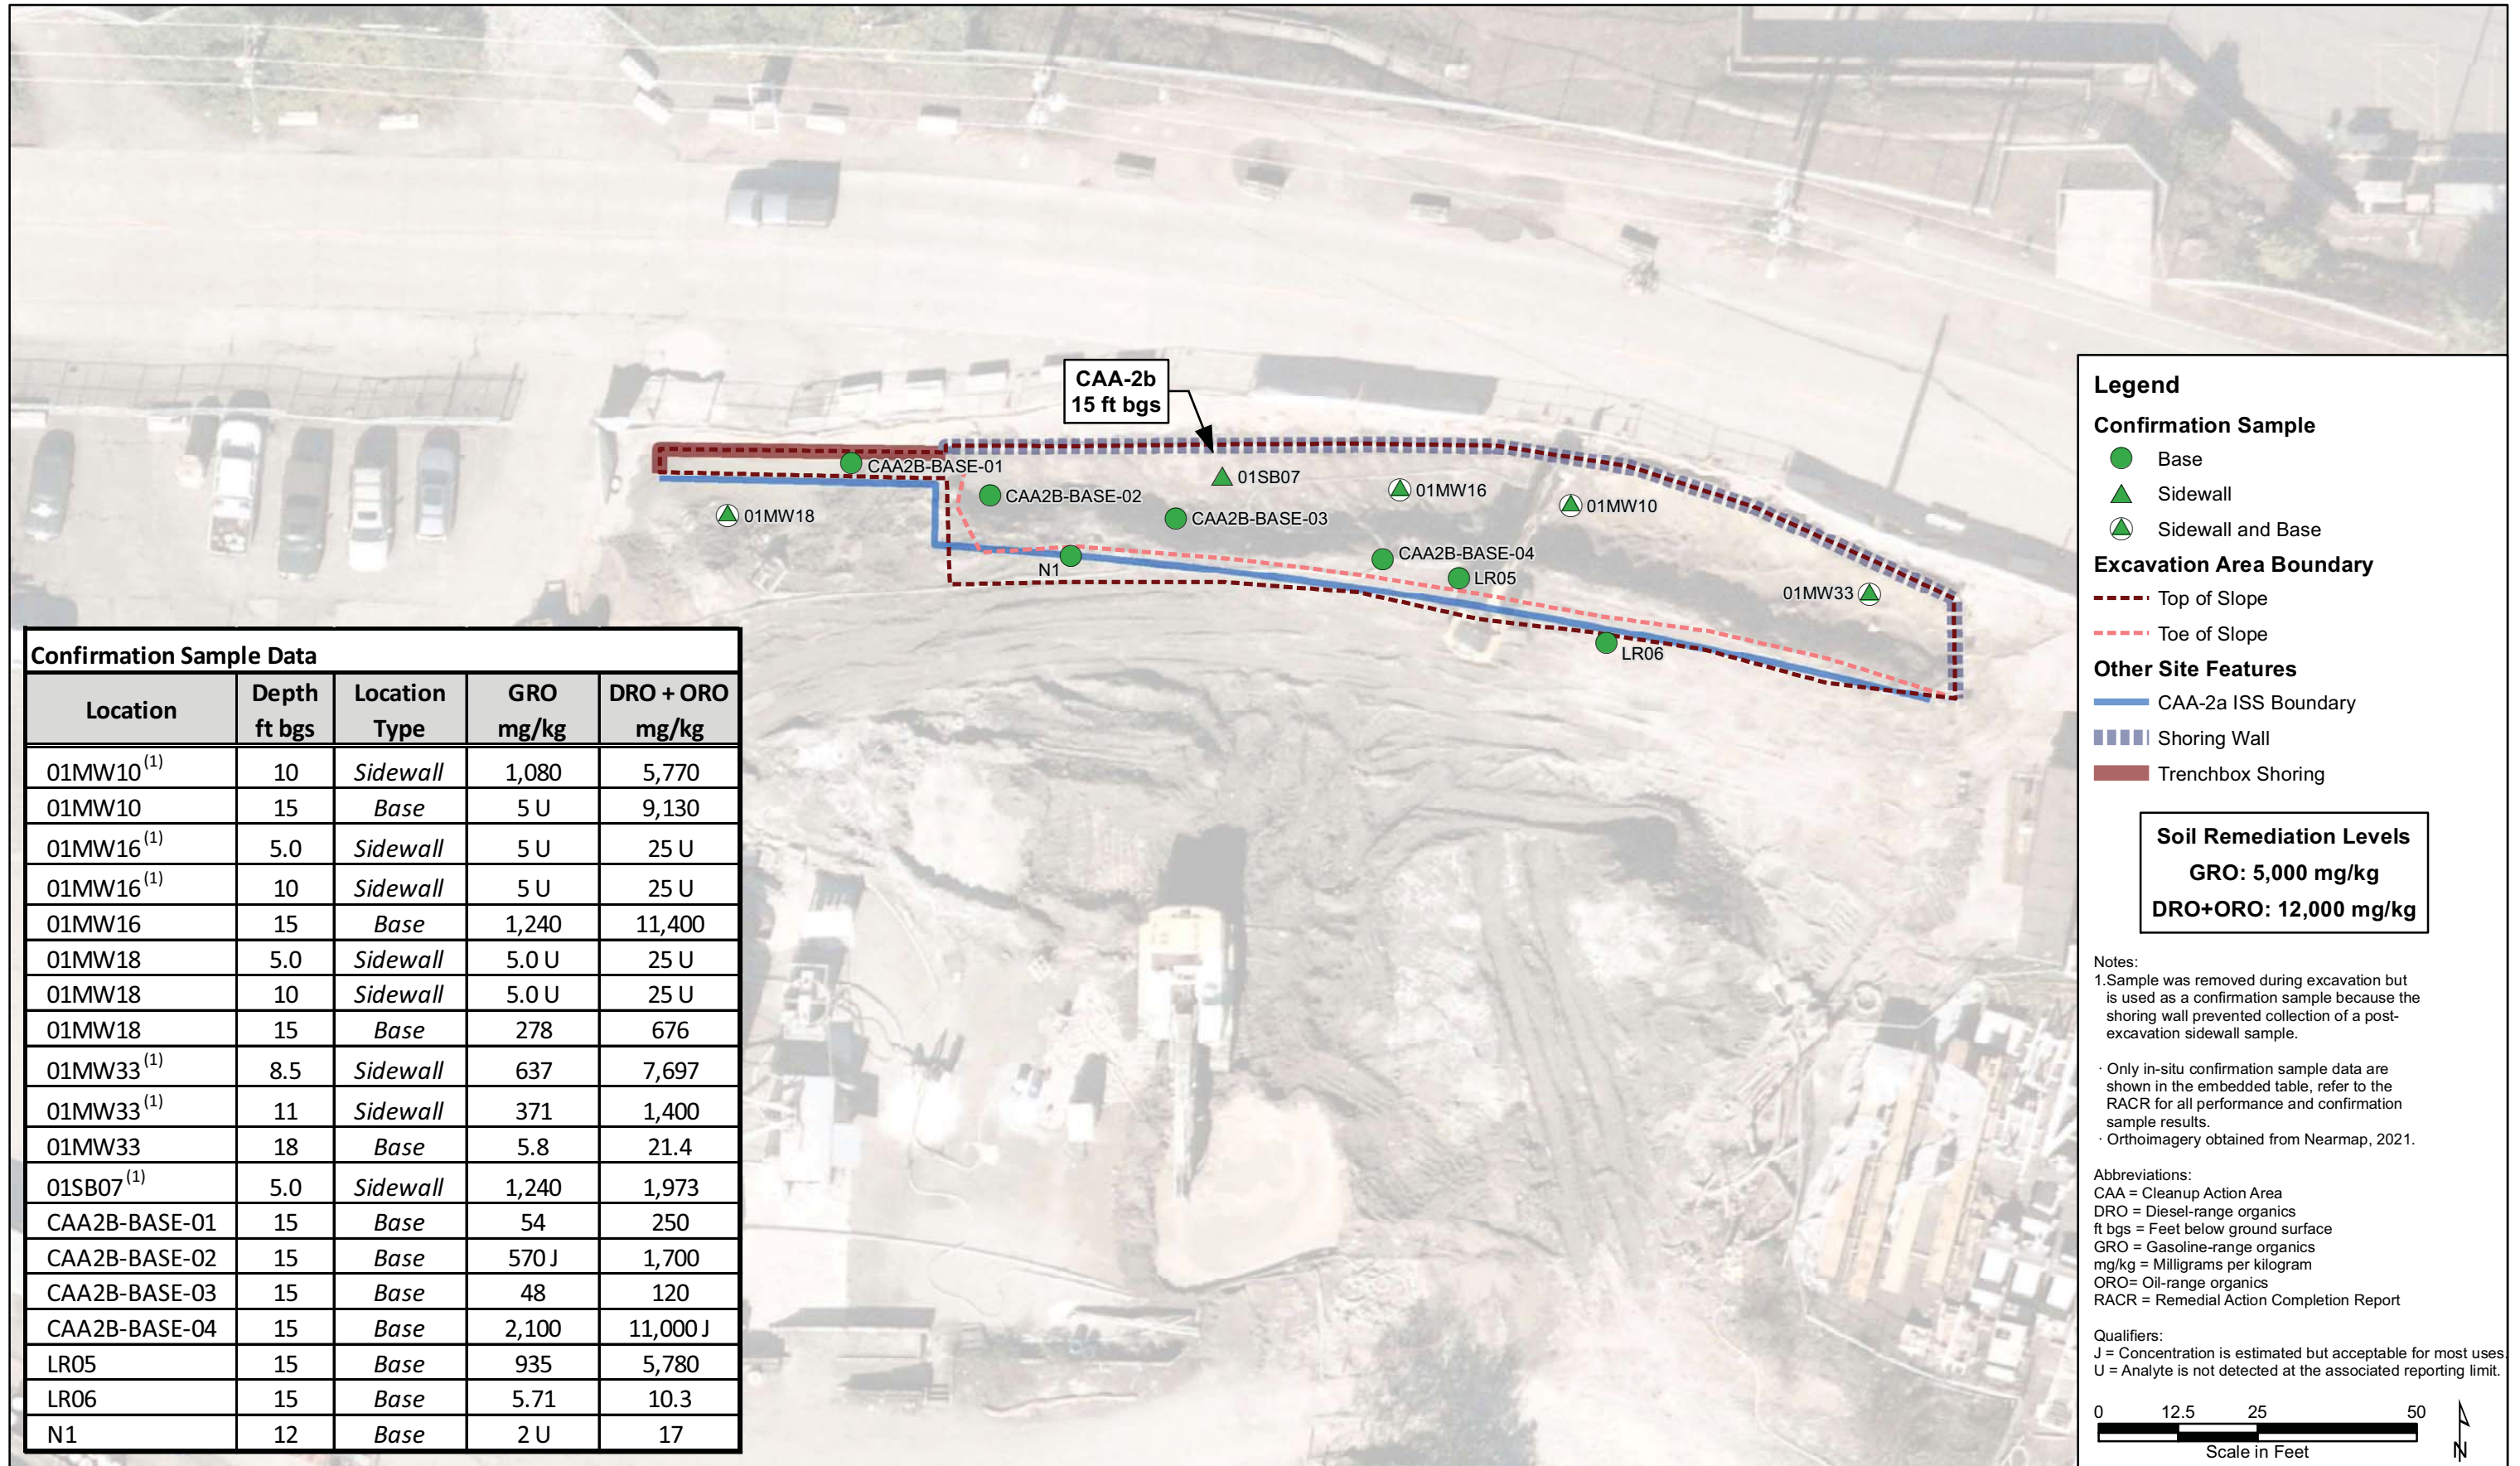 CAA-2b
15 ft bgs
CAA2B-BASE-01
CAA2B-BASE-02
01SB07
01MW16
01MW10
01MW18
CAA2B-BASE-03
N1
CAA2B-BASE-04
LR05
01MW33
LR06
Confirmation Sample Data
Location Depth ft bgs Location Type GRO mg/kg DRO + ORO mg/kg
01MW10(1) 10 Sidewall 1,080 5,770
01MW10 15 Base 5 U 9,130
01MW16(1) 5.0 Sidewall 5 U 25 U
01MW16(1) 10 Sidewall 5 U 25 U
01MW16 15 Base 1,240 11,400
01MW18 5.0 Sidewall 5.0 U 25 U
01MW18 10 Sidewall 5.0 U 25 U
01MW18 15 Base 278 676
01MW33(1) 8.5 Sidewall 637 7,697
01MW33(1) 11 Sidewall 371 1,400
01MW33 18 Base 5.8 21.4
01SB07(1) 5.0 Sidewall 1,240 1,973
CAA2B-BASE-01 15 Base 54 250
CAA2B-BASE-02 15 Base 570 J 1,700
CAA2B-BASE-03 15 Base 48 120
CAA2B-BASE-04 15 Base 2,100 11,000 J
LR05 15 Base 935 5,780
LR06 15 Base 5.71 10.3
N1 12 Base 2 U 17
Legend
Confirmation Sample
Base
Sidewall
Sidewall and Base
Excavation Area Boundary
Top of Slope
Toe of Slope
Other Site Features
CAA-2a ISS Boundary
Shoring Wall
Trenchbox Shoring
Soil Remediation Levels
GRO: 5,000 mg/kg
DRO+ORO: 12,000 mg/kg
Notes:
1.Sample was removed during excavation but
is used as a confirmation sample because the
shoring wall prevented collection of a post-
excavation sidewall sample.
· Only in-situ confirmation sample data are
shown in the embedded table, refer to the
RACR for all performance and confirmation
sample results.
· Orthoimagery obtained from Nearmap, 2021.
Abbreviations:
CAA = Cleanup Action Area
DRO = Diesel-range organics
ft bgs = Feet below ground surface
GRO = Gasoline-range organics
mg/kg = Milligrams per kilogram
ORO= Oil-range organics
RACR = Remedial Action Completion Report
Qualifiers:
J = Concentration is estimated but acceptable for most uses.
U = Analyte is not detected at the associated reporting limit.
0 12.5 25 50
Scale in Feet
N